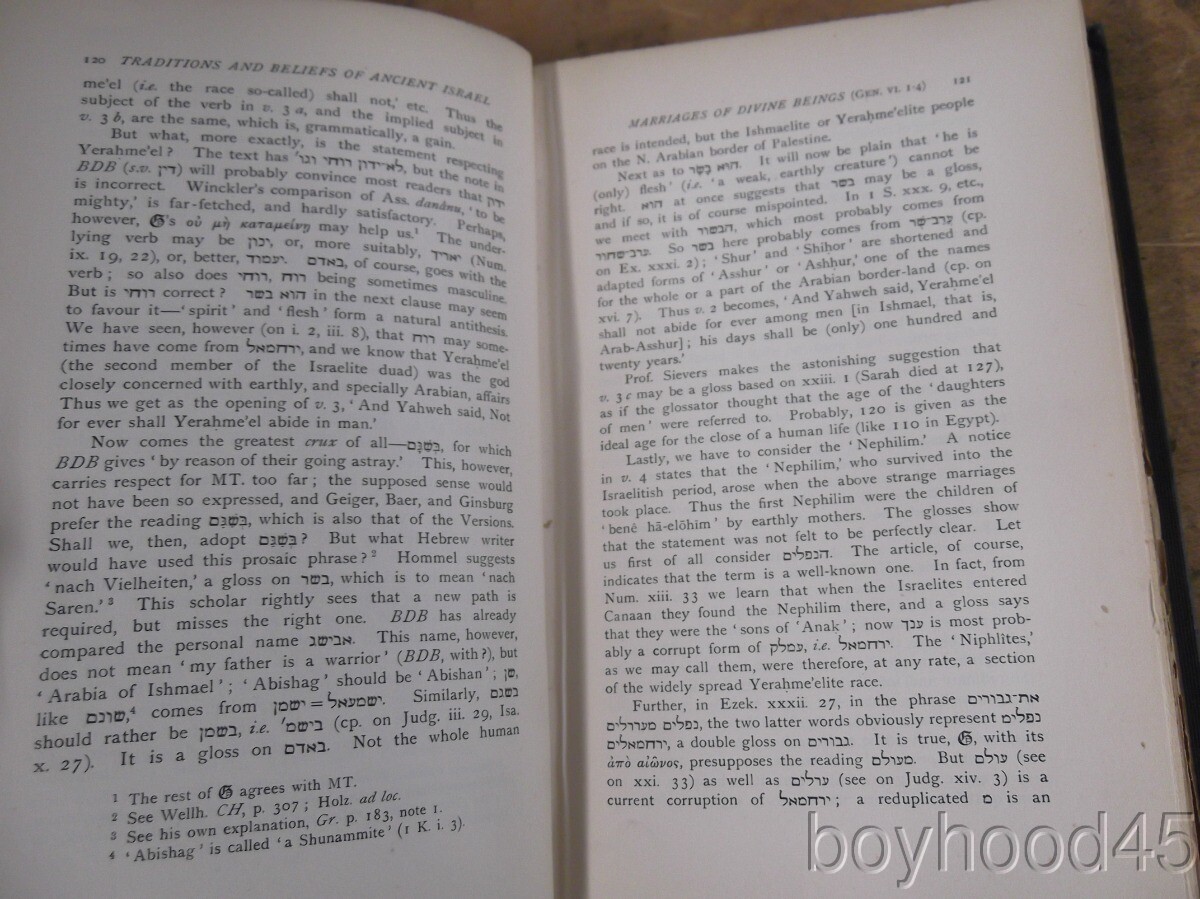 120 TRADITIONS AND BELIEFS OF ANCIENT ISRAEL
me'el (i.e. the race so-called) shall not,' etc. Thus the
subject of the verb in v. 3 a, and the implied subject in
v. 3 b, are the same, which is, grammatically, a gain.
But what, more exactly, is the statement respecting
Yerahme'el? The text has לא־ידון רוחי וגו', but the note in
BDB (s.v. דין) will probably convince most readers that ידון
is incorrect. Winckler's comparison of Ass. danânu, 'to be
mighty,' is far-fetched, and hardly satisfactory. Perhaps,
however, 𝔊's οὐ μὴ καταμείνῃ may help us.¹ The under-
lying verb may be יכון, or, more suitably, יאריך (Num.
ix. 19, 22), or, better, יעמוד. באדם, of course, goes with the
verb; so also does רוחי, רוח being sometimes masculine.
But is רוחי correct? הוא בשר in the next clause may seem
to favour it—'spirit' and 'flesh' form a natural antithesis.
We have seen, however (on i. 2, iii. 8), that רוח may some-
times have come from ירחמאל, and we know that Yeraḥme'el
(the second member of the Israelite duad) was the god
closely concerned with earthly, and specially Arabian, affairs
Thus we get as the opening of v. 3, 'And Yahweh said, Not
for ever shall Yeraḥme'el abide in man.'
Now comes the greatest crux of all—בְּשַׁגָּם, for which
BDB gives 'by reason of their going astray.' This, however,
carries respect for MT. too far; the supposed sense would
not have been so expressed, and Geiger, Baer, and Ginsburg
prefer the reading בְּשַׁגַּם, which is also that of the Versions.
Shall we, then, adopt בְּשַׁגַּם? But what Hebrew writer
would have used this prosaic phrase?² Hommel suggests
'nach Vielheiten,' a gloss on בשר, which is to mean 'nach
Saren.'³ This scholar rightly sees that a new path is
required, but misses the right one. BDB has already
compared the personal name אבישג. This name, however,
does not mean 'my father is a warrior' (BDB, with ?), but
'Arabia of Ishmael'; 'Abishag' should be 'Abishan'; שן,
like שונם,⁴ comes from ישמן = ישמעאל. Similarly, בשגם
should rather be בשמן, i.e. בישמ' (cp. on Judg. iii. 29, Isa.
x. 27). It is a gloss on באדם. Not the whole human
1 The rest of 𝔊 agrees with MT.
2 See Wellh. CH, p. 307; Holz. ad loc.
3 See his own explanation, Gr. p. 183, note 1.
4 'Abishag' is called 'a Shunammite' (1 K. i. 3).
MARRIAGES OF DIVINE BEINGS (GEN. VI. 1-4) 121
race is intended, but the Ishmaelite or Yeraḥme'elite people
on the N. Arabian border of Palestine.
Next as to הוא בָשָׂר. It will now be plain that 'he is
(only) flesh' (i.e. 'a weak, earthly creature') cannot be
right. הוא at once suggests that בשר may be a gloss,
and if so, it is of course mispointed. In 1 S. xxx. 9, etc.,
we meet with הבשור, which most probably comes from
ערב־שחור. So בשר here probably comes from ערב־שׁר (cp.
on Ex. xxxi. 2); 'Shur' and 'Shihor' are shortened and
adapted forms of 'Asshur' or 'Ashḥur,' one of the names
for the whole or a part of the Arabian border-land (cp. on
xvi. 7). Thus v. 2 becomes, 'And Yahweh said, Yeraḥme'el
shall not abide for ever among men [in Ishmael, that is,
Arab-Asshur]; his days shall be (only) one hundred and
twenty years.'
Prof. Sievers makes the astonishing suggestion that
v. 3 c may be a gloss based on xxiii. 1 (Sarah died at 127),
as if the glossator thought that the age of the 'daughters
of men' were referred to. Probably, 120 is given as the
ideal age for the close of a human life (like 110 in Egypt).
Lastly, we have to consider the 'Nephilim.' A notice
in v. 4 states that the 'Nephilim,' who survived into the
Israelitish period, arose when the above strange marriages
took place. Thus the first Nephilim were the children of
'benê hā-elōhim' by earthly mothers. The glosses show
that the statement was not felt to be perfectly clear. Let
us first of all consider הנפלים. The article, of course,
indicates that the term is a well-known one. In fact, from
Num. xiii. 33 we learn that when the Israelites entered
Canaan they found the Nephilim there, and a gloss says
that they were the 'sons of 'Anak'; now ענך is most prob-
ably a corrupt form of עמלק, i.e. ירחמאל. The 'Niphlîtes,'
as we may call them, were therefore, at any rate, a section
of the widely spread Yeraḥme'elite race.
Further, in Ezek. xxxii. 27, in the phrase את־גבורים
נפלים מערלים, the two latter words obviously represent נפלים
ירחמאלים, a double gloss on גבורים. It is true, 𝔊, with its
ἀπὸ αἰῶνος, presupposes the reading מעולם. But עולם (see
on xxi. 33) as well as ערלים (see on Judg. xiv. 3) is a
current corruption of ירחמאל; a reduplicated מ is an
boyhood45